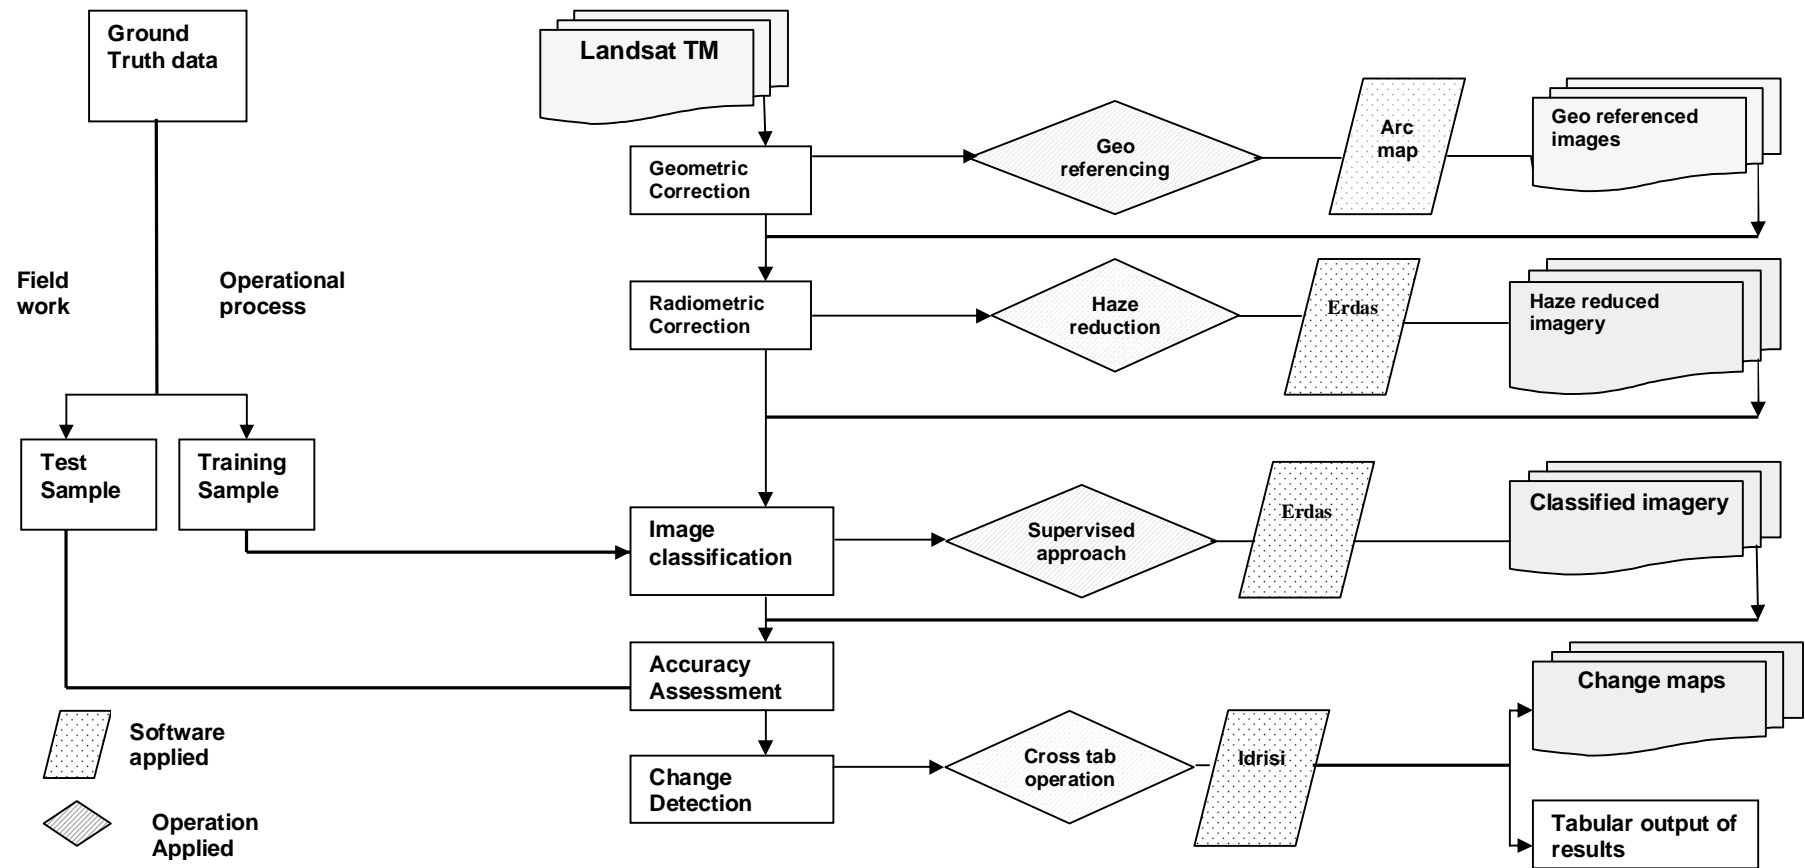 Ground
Truth data
Landsat TM
Geometric
Correction
Geo
referencing
Arc
map
Geo referenced
images
Field
work
Operational
process
Radiometric
Correction
Haze
reduction
Erdas
Haze reduced
imagery
Test
Sample
Training
Sample
Image
classification
Supervised
approach
Erdas
Classified imagery
Accuracy
Assessment
Change maps
Software
applied
Change
Detection
Cross tab
operation
Idrisi
Operation
Applied
Tabular output of
results